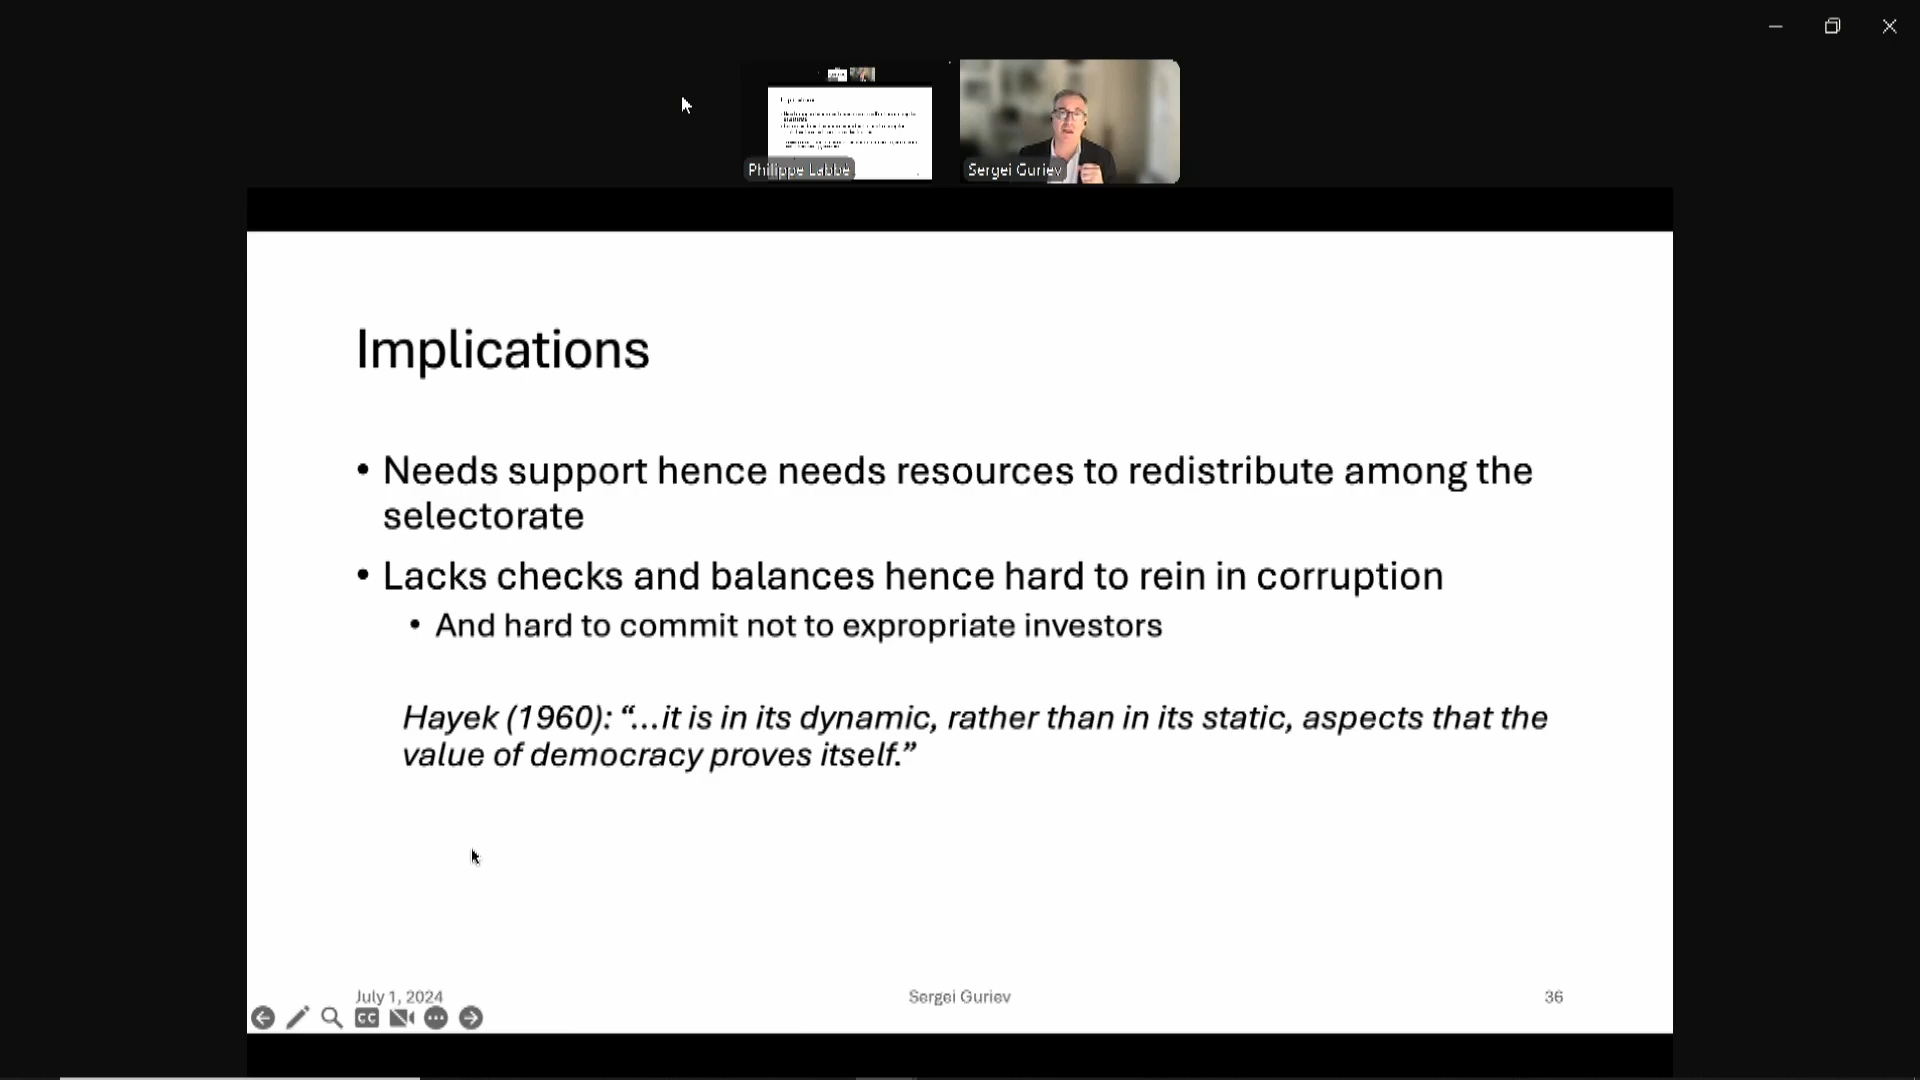 Philippe Labbé
Sergei Guriev
Implications
• Needs support hence needs resources to redistribute among the
selectorate
• Lacks checks and balances hence hard to rein in corruption
• And hard to commit not to expropriate investors
Hayek (1960): “...it is in its dynamic, rather than in its static, aspects that the
value of democracy proves itself.”
July 1, 2024
Sergei Guriev
36
CC